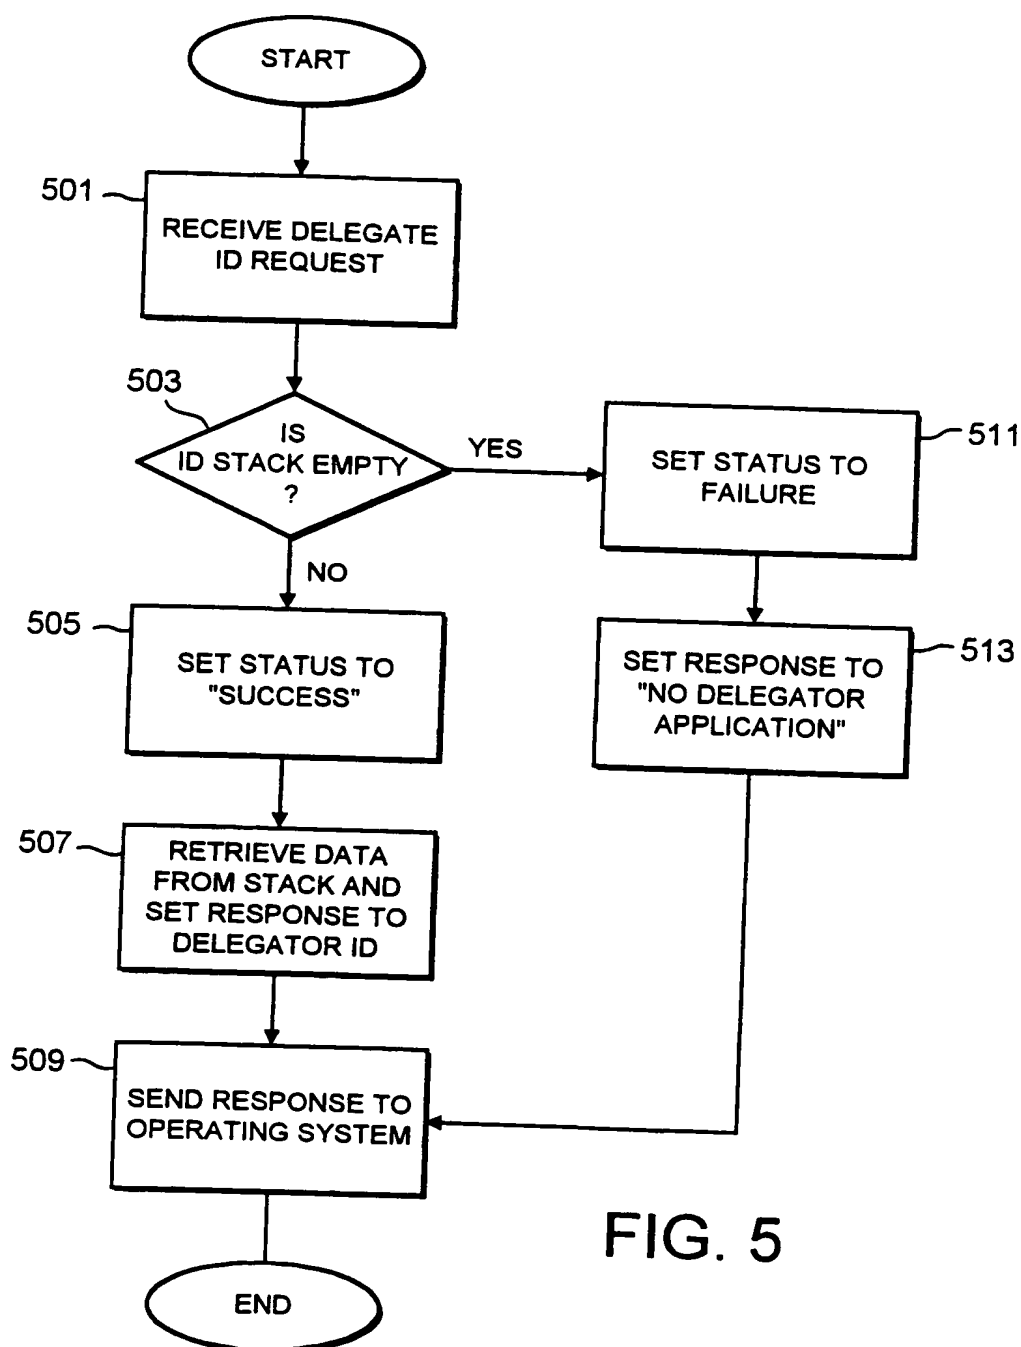 START
501
RECEIVE DELEGATE
ID REQUEST
503
IS
ID STACK EMPTY
?
YES
NO
511
SET STATUS TO
FAILURE
505
SET STATUS TO
"SUCCESS"
513
SET RESPONSE TO
"NO DELEGATOR
APPLICATION"
507
RETRIEVE DATA
FROM STACK AND
SET RESPONSE TO
DELEGATOR ID
509
SEND RESPONSE TO
OPERATING SYSTEM
END
FIG. 5